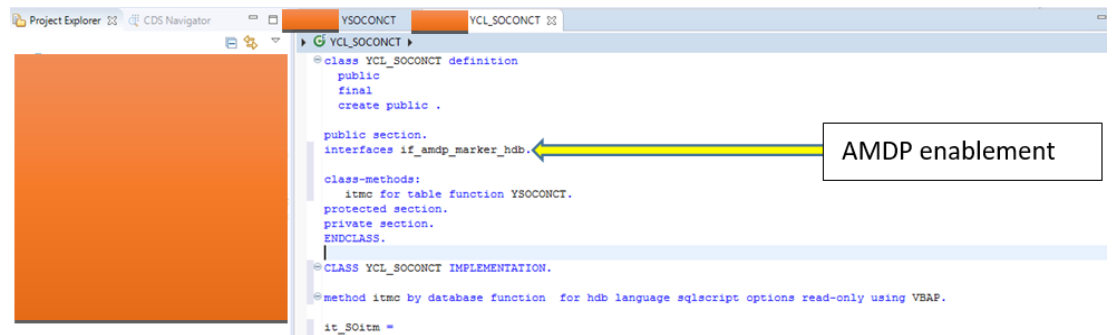 Project Explorer CDS Navigator
YSOCONCT YCL_SOCONCT
YCL_SOCONCT
class YCL_SOCONCT definition
public
final
create public .
public section.
interfaces if_amdp_marker_hdb.
AMDP enablement
class-methods:
itmc for table function YSOCONCT.
protected section.
private section.
ENDCLASS.
CLASS YCL_SOCONCT IMPLEMENTATION.
method itmc by database function for hdb language sqlscript options read-only using VBAP.
it_SOitm =